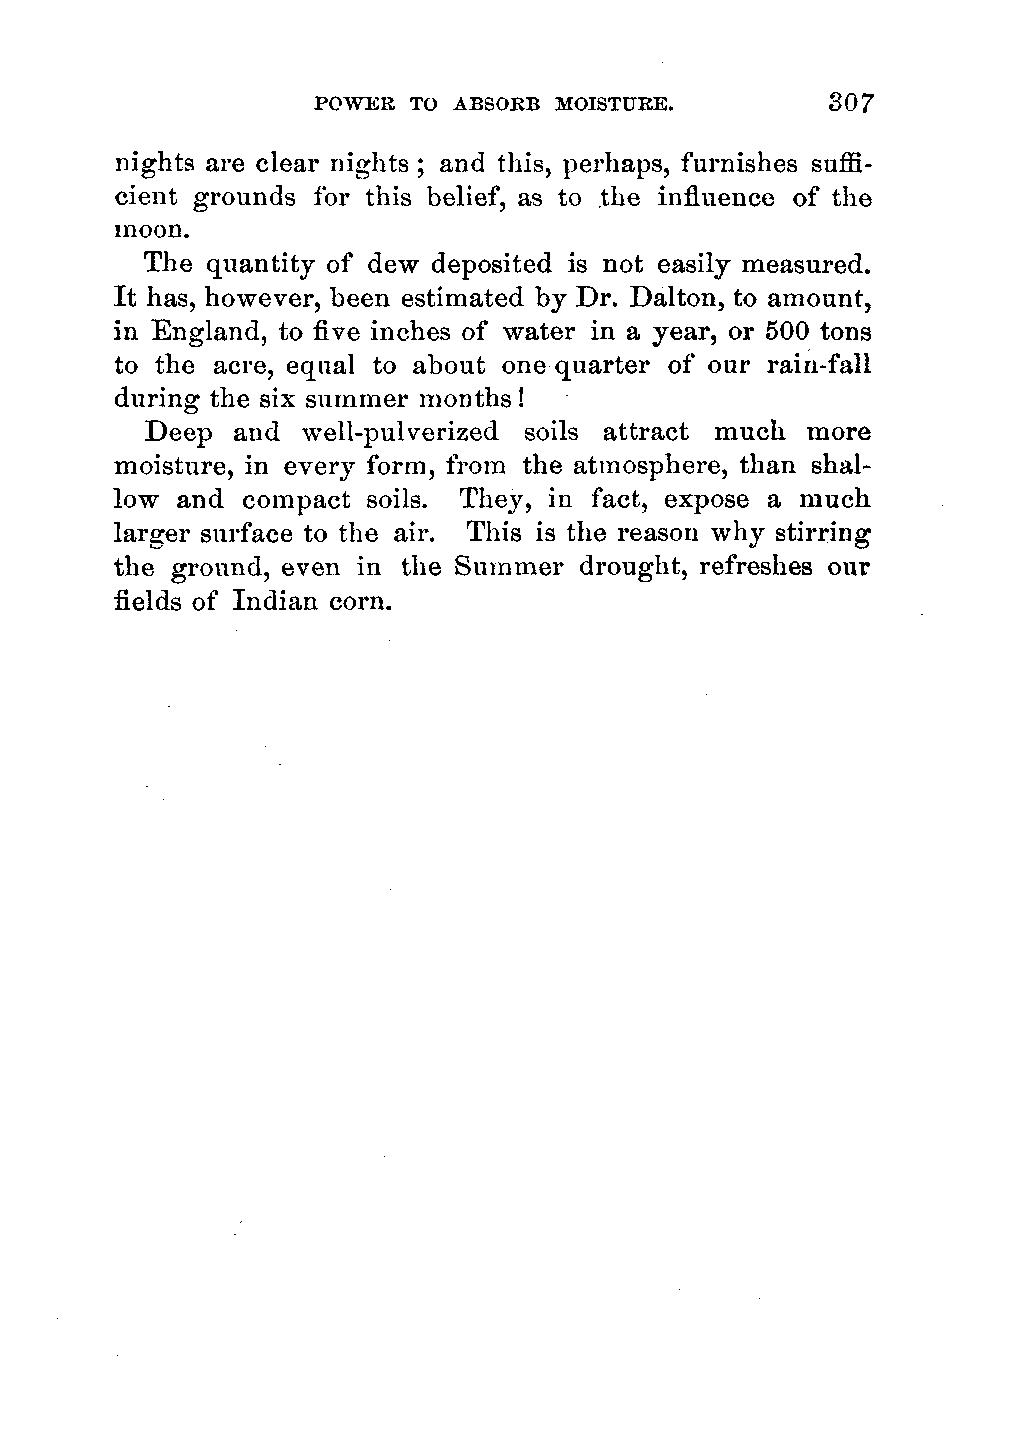 POWER TO ABSORB MOISTURE. 307
nights are clear nights ; and this, perhaps, furnishes suffi-
cient grounds for this belief, as to the influence of the
moon.
The quantity of dew deposited is not easily measured.
It has, however, been estimated by Dr. Dalton, to amount,
in England, to five inches of water in a year, or 500 tons
to the acre, equal to about one quarter of our rain-fall
during the six summer months!
Deep and well-pulverized soils attract much more
moisture, in every form, from the atmosphere, than shal-
low and compact soils. They, in fact, expose a much
larger surface to the air. This is the reason why stirring
the ground, even in the Summer drought, refreshes our
fields of Indian corn.